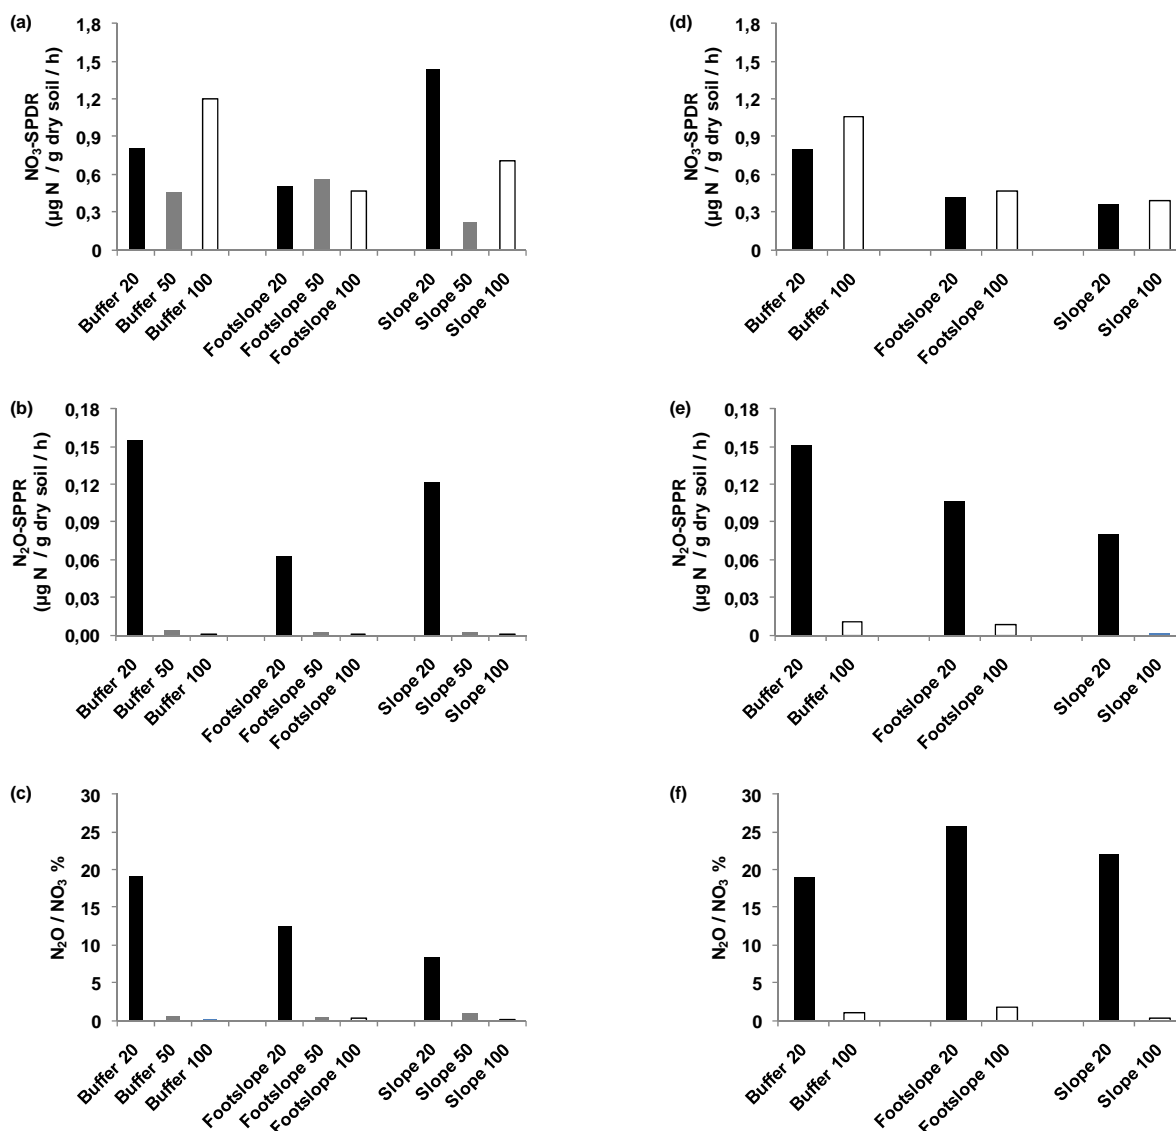 (a)
NO₃-SPDR
(µg N / g dry soil / h)
1,8
1,5
1,2
0,9
0,6
0,3
0
Buffer 20
Buffer 50
Buffer 100
Footslope 20
Footslope 50
Footslope 100
Slope 20
Slope 50
Slope 100
(d)
NO₃-SPDR
(µg N / g dry soil / h)
1,8
1,5
1,2
0,9
0,6
0,3
0
Buffer 20
Buffer 100
Footslope 20
Footslope 100
Slope 20
Slope 100
(b)
N₂O-SPPR
(µg N / g dry soil / h)
0,18
0,15
0,12
0,09
0,06
0,03
0,00
Buffer 20
Buffer 50
Buffer 100
Footslope 20
Footslope 50
Footslope 100
Slope 20
Slope 50
Slope 100
(e)
N₂O-SPPR
(µg N / g dry soil / h)
0,18
0,15
0,12
0,09
0,06
0,03
0
Buffer 20
Buffer 100
Footslope 20
Footslope 100
Slope 20
Slope 100
(c)
N₂O / NO₃ %
30
25
20
15
10
5
0
Buffer 20
Buffer 50
Buffer 100
Footslope 20
Footslope 50
Footslope 100
Slope 20
Slope 50
Slope 100
(f)
N₂O / NO₃ %
30
25
20
15
10
5
0
Buffer 20
Buffer 100
Footslope 20
Footslope 100
Slope 20
Slope 100